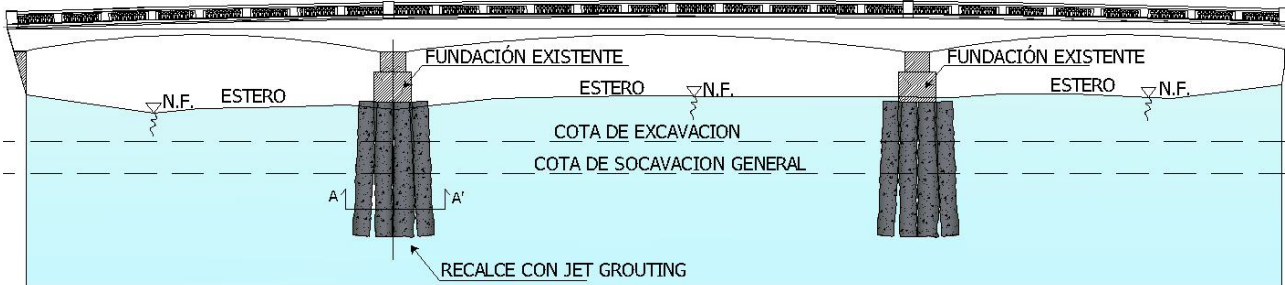 FUNDACIÓN EXISTENTE
FUNDACIÓN EXISTENTE
N.F.
ESTERO
ESTERO
N.F.
ESTERO
N.F.
COTA DE EXCAVACION
COTA DE SOCAVACION GENERAL
A
A'
RECALCE CON JET GROUTING